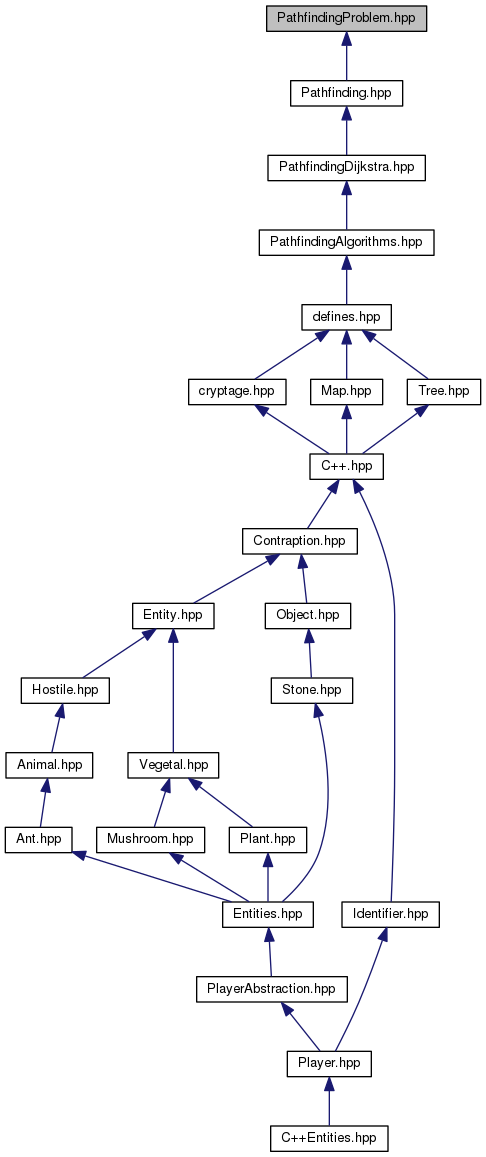 PathfindingProblem.hpp
Pathfinding.hpp
PathfindingDijkstra.hpp
PathfindingAlgorithms.hpp
defines.hpp
cryptage.hpp
Map.hpp
Tree.hpp
C++.hpp
Contraption.hpp
Entity.hpp
Object.hpp
Hostile.hpp
Stone.hpp
Animal.hpp
Vegetal.hpp
Ant.hpp
Mushroom.hpp
Plant.hpp
Entities.hpp
Identifier.hpp
PlayerAbstraction.hpp
Player.hpp
C++Entities.hpp